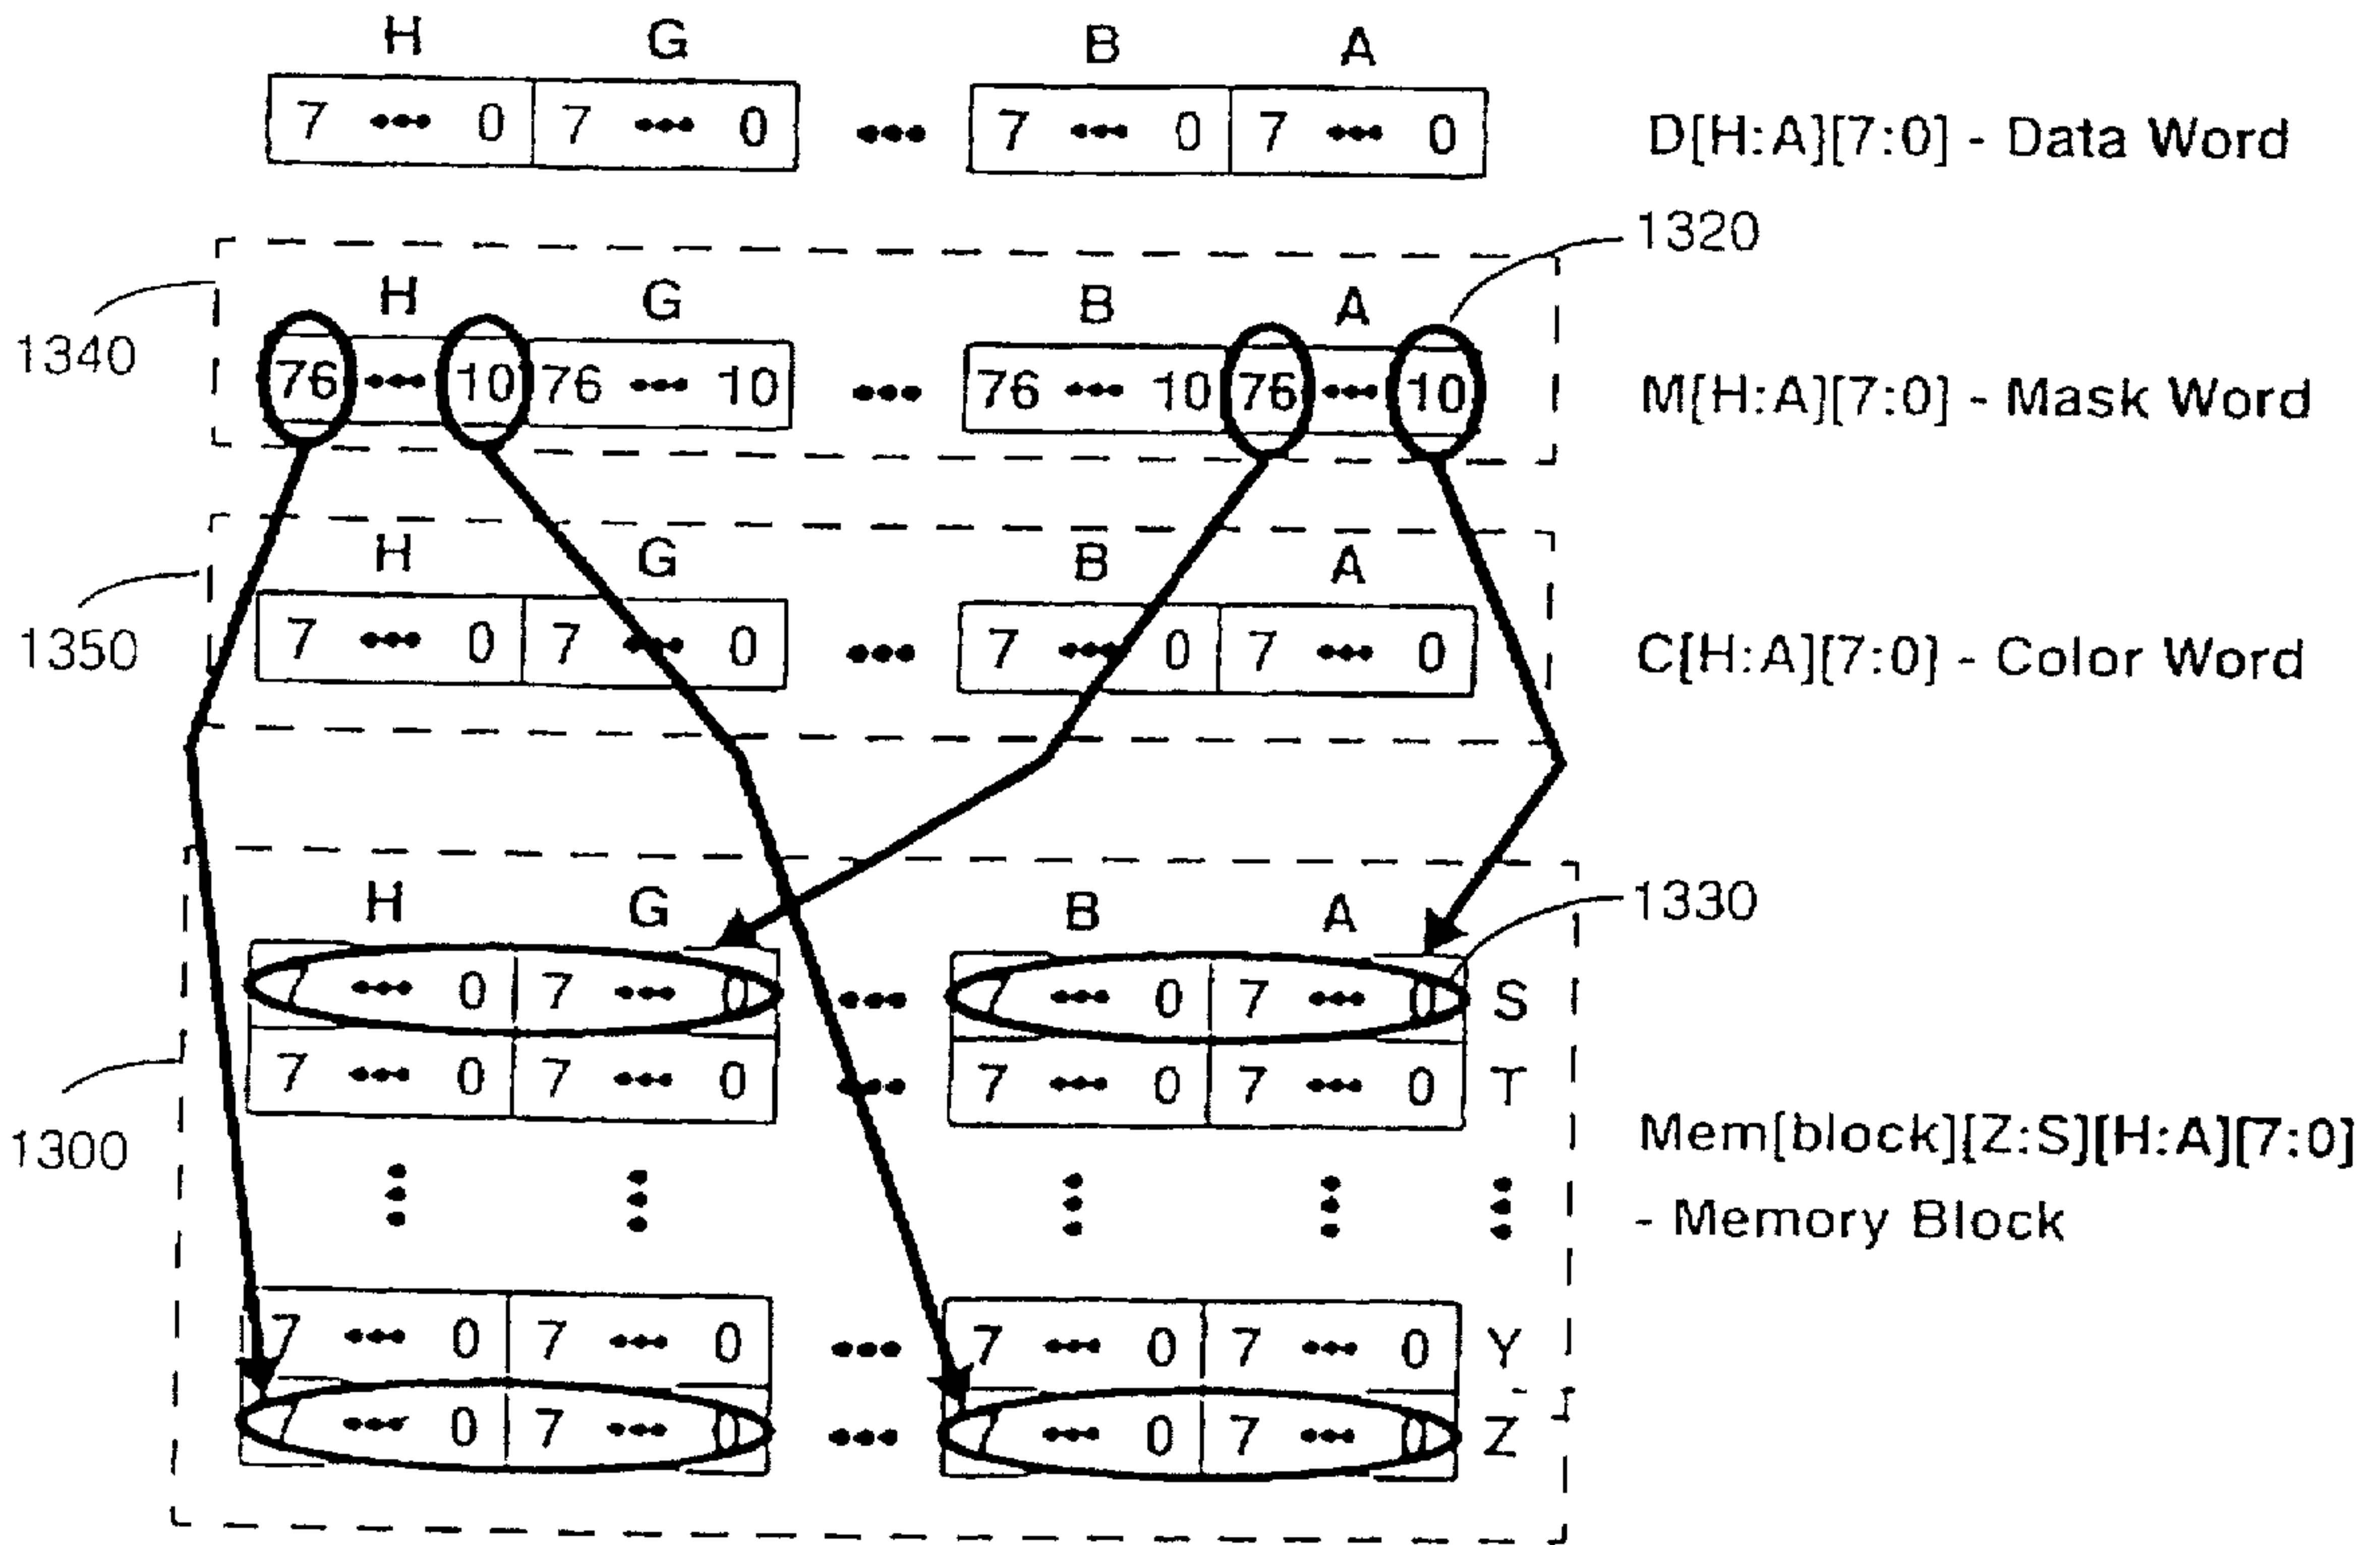 H G B A
7 ••• 0 7 ••• 0 ••• 7 ••• 0 7 ••• 0 D[H:A][7:0] - Data Word
1320
1340
H G B A
76 ••• 10 76 ••• 10 ••• 76 ••• 10 76 ••• 10 M[H:A][7:0] - Mask Word
1350
H G B A
7 ••• 0 7 ••• 0 ••• 7 ••• 0 7 ••• 0 C[H:A][7:0] - Color Word
1330
H G B A
7 ••• 0 7 ••• 0 ••• 7 ••• 0 7 ••• 0 S
7 ••• 0 7 ••• 0 ••• 7 ••• 0 7 ••• 0 T
1300
Mem[block][Z:S][H:A][7:0]
- Memory Block
7 ••• 0 7 ••• 0 ••• 7 ••• 0 7 ••• 0 Y
7 ••• 0 7 ••• 0 ••• 7 ••• 0 7 ••• 0 Z